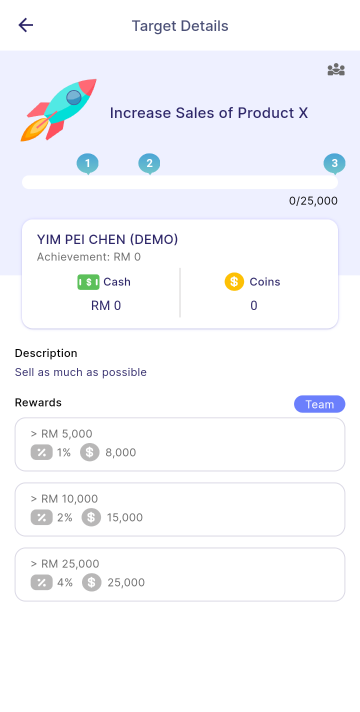 Target Details
Increase Sales of Product X
1 2 3
0/25,000
YIM PEI CHEN (DEMO)
Achievement: RM 0
$ Cash $ Coins
RM 0 0
Description
Sell as much as possible
Rewards Team
> RM 5,000
% 1% $ 8,000
> RM 10,000
% 2% $ 15,000
> RM 25,000
% 4% $ 25,000